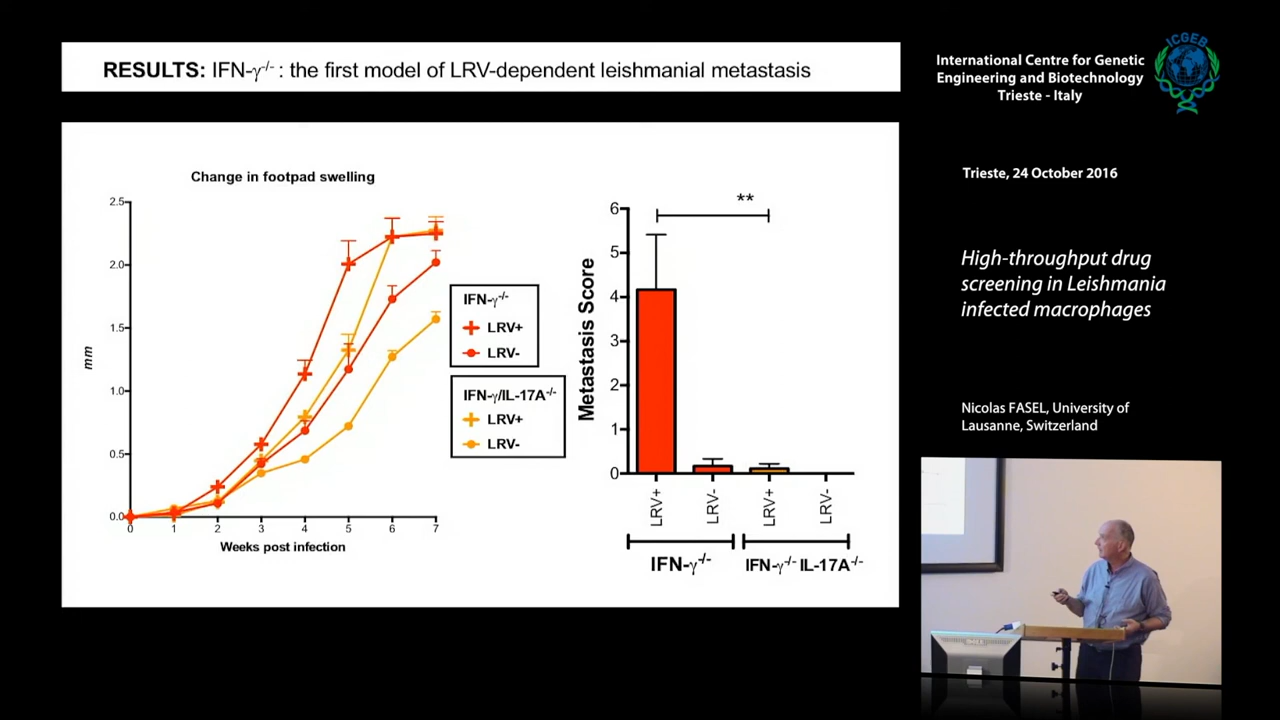 RESULTS: IFN-γ-/- : the first model of LRV-dependent leishmanial metastasis
Change in footpad swelling
2.5
2.0
1.5
1.0
0.5
0.0
mm
0 1 2 3 4 5 6 7
Weeks post infection
IFN-γ-/-
LRV+
LRV-
IFN-γ/IL-17A-/-
LRV+
LRV-
**
6
5
4
3
2
1
0
Metastasis Score
LRV+ LRV- LRV+ LRV-
IFN-γ-/- IFN-γ-/- IL-17A-/-
International Centre for Genetic
Engineering and Biotechnology
Trieste - Italy
ICGEB
Trieste, 24 October 2016
High-throughput drug
screening in Leishmania
infected macrophages
Nicolas FASEL, University of
Lausanne, Switzerland
DELL